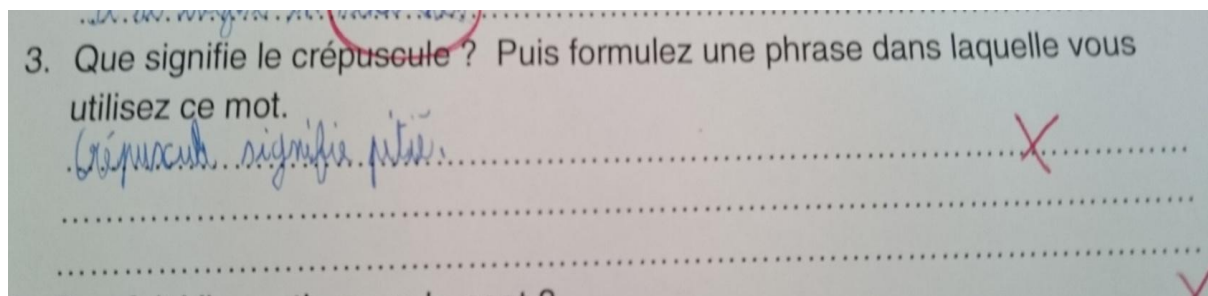 3. Que signifie le crépuscule ? Puis formulez une phrase dans laquelle vous
utilisez ce mot.
Crépuscule signifie pitié.